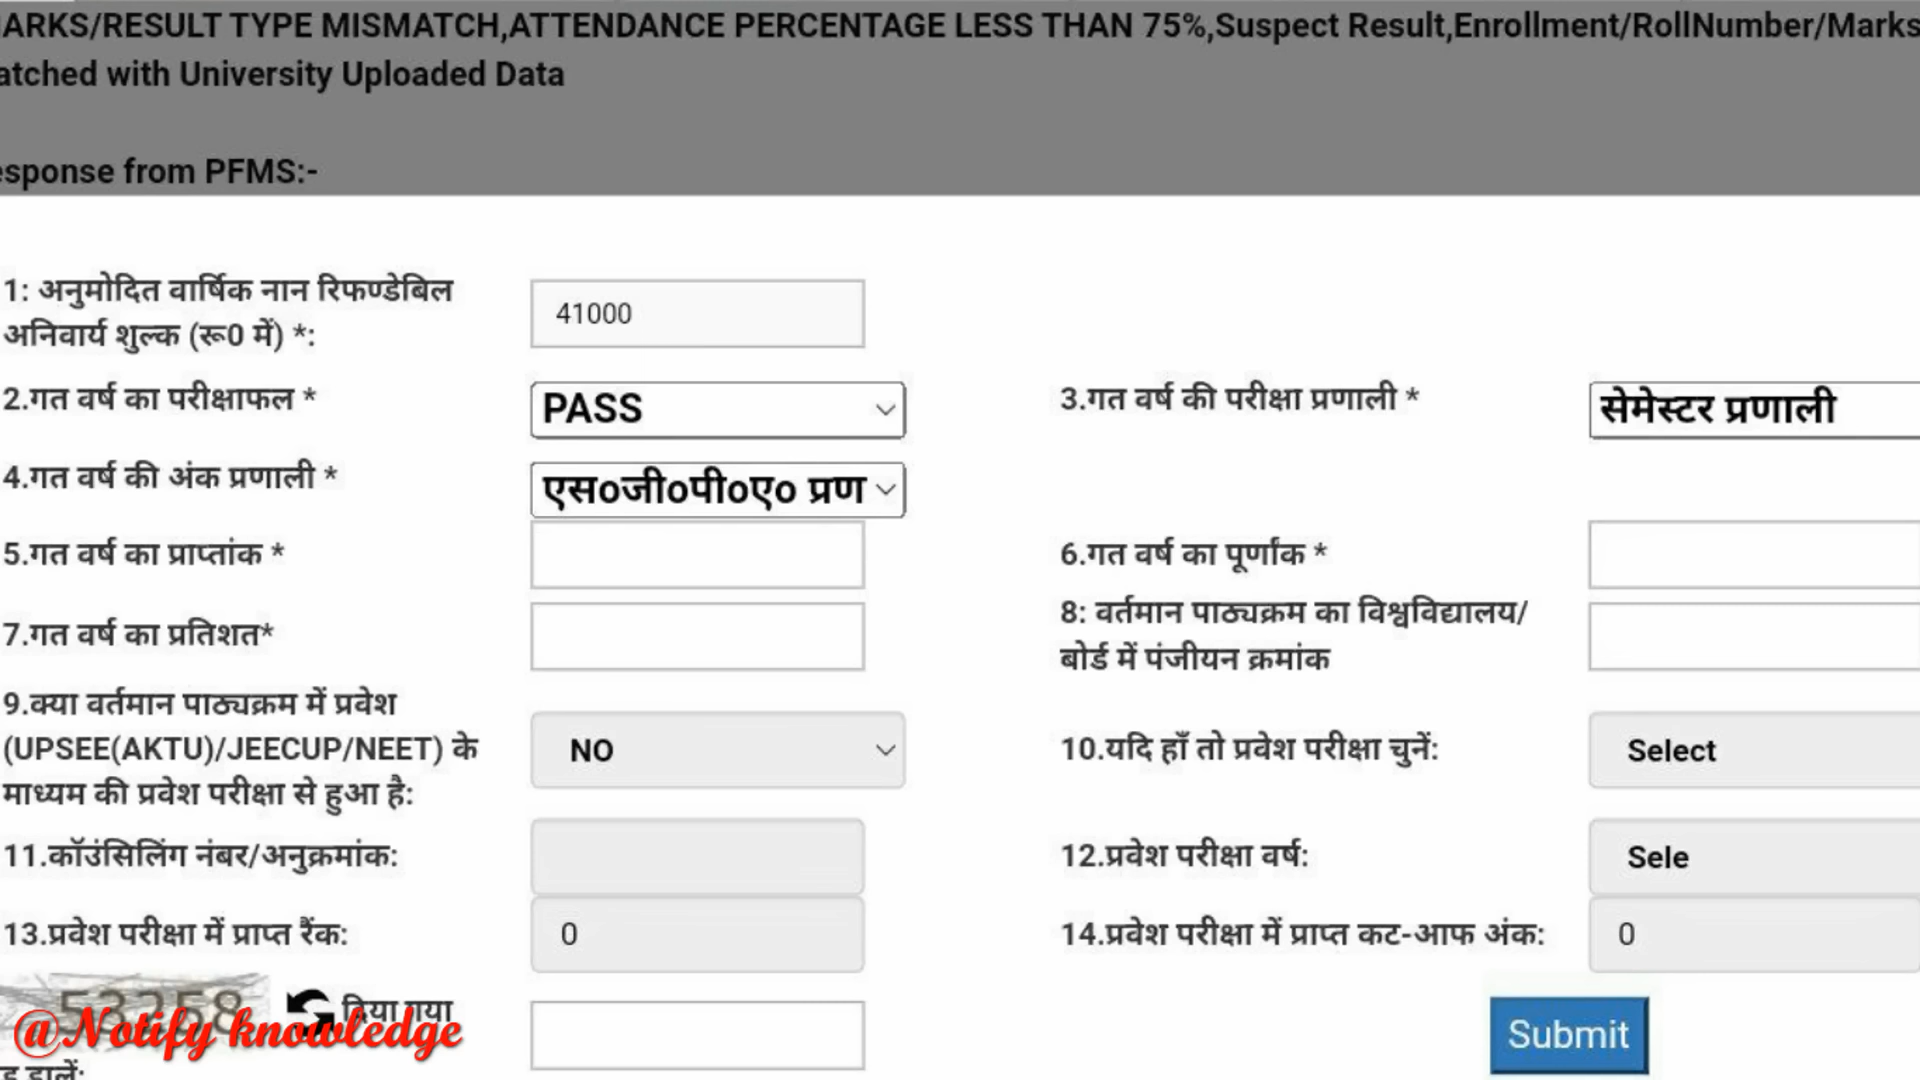 ARKS/RESULT TYPE MISMATCH,ATTENDANCE PERCENTAGE LESS THAN 75%,Suspect Result,Enrollment/RollNumber/Marks
atched with University Uploaded Data
esponse from PFMS:-
1: अनुमोदित वार्षिक नान रिफण्डेबिल
अनिवार्य शुल्क (रू0 में) *:
41000
2.गत वर्ष का परीक्षाफल *
PASS
3.गत वर्ष की परीक्षा प्रणाली *
सेमेस्टर प्रणाली
4.गत वर्ष की अंक प्रणाली *
एस०जी०पी०ए० प्रण
5.गत वर्ष का प्राप्तांक *
6.गत वर्ष का पूर्णांक *
7.गत वर्ष का प्रतिशत*
8: वर्तमान पाठ्यक्रम का विश्वविद्यालय/
बोर्ड में पंजीयन क्रमांक
9.क्या वर्तमान पाठ्यक्रम में प्रवेश
(UPSEE(AKTU)/JEECUP/NEET) के
माध्यम की प्रवेश परीक्षा से हुआ है:
NO
10.यदि हाँ तो प्रवेश परीक्षा चुनें:
Select
11.कॉउंसिलिंग नंबर/अनुक्रमांक:
12.प्रवेश परीक्षा वर्ष:
Sele
13.प्रवेश परीक्षा में प्राप्त रैंक:
0
14.प्रवेश परीक्षा में प्राप्त कट-आफ अंक:
0
53258
दिया गया
@Notify knowledge
Submit
डालें: